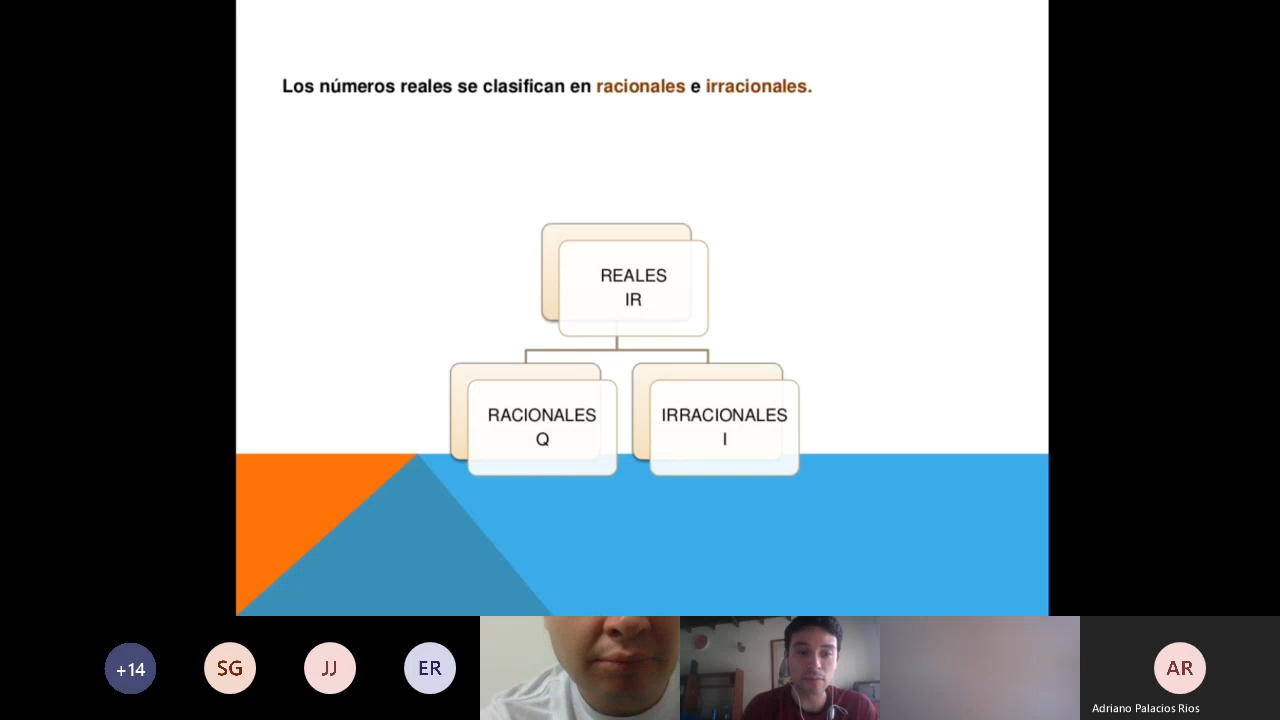 Los números reales se clasifican en racionales e irracionales.
REALES
IR
RACIONALES
Q
IRRACIONALES
I
+14
SG
JJ
ER
AR
Adriano Palacios Rios